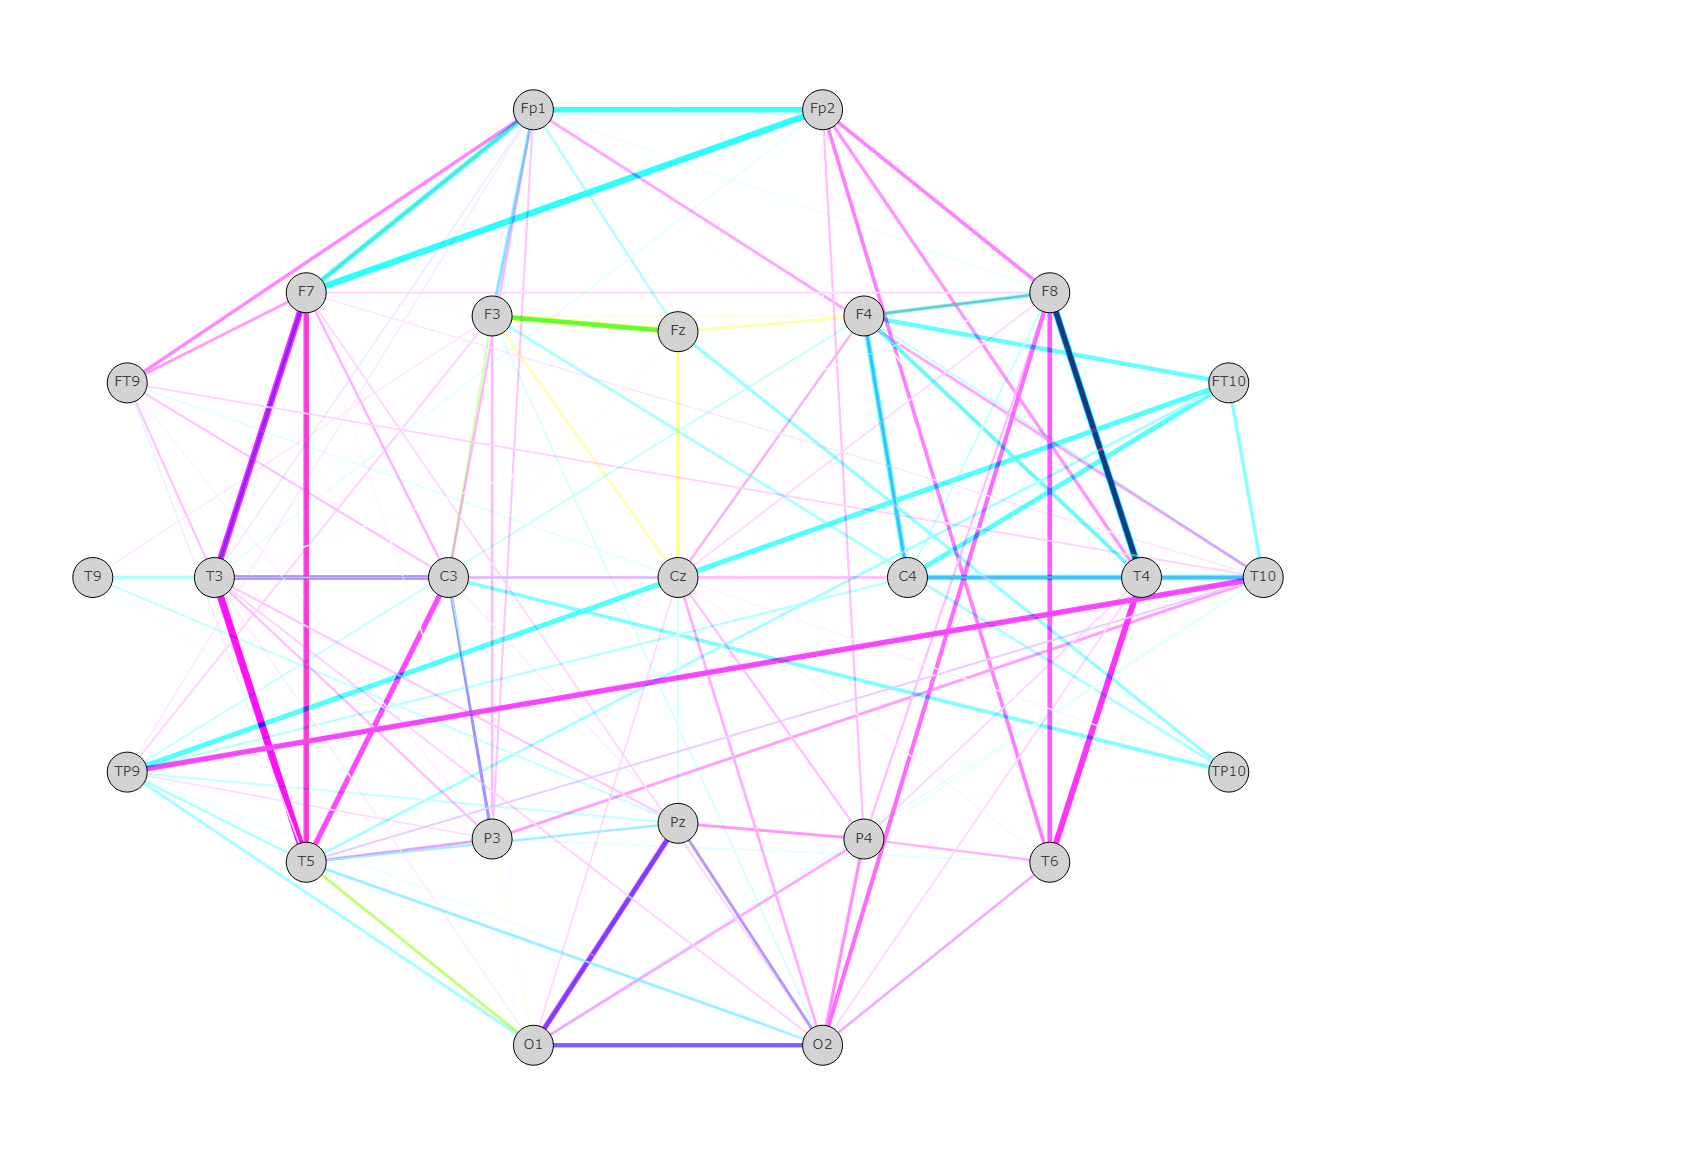 Fp1 Fp2
F7 F8
F3 Fz F4
FT9 FT10
T9 T3 C3 Cz C4 T4 T10
TP9 TP10
Pz
P3 P4
T5 T6
O1 O2